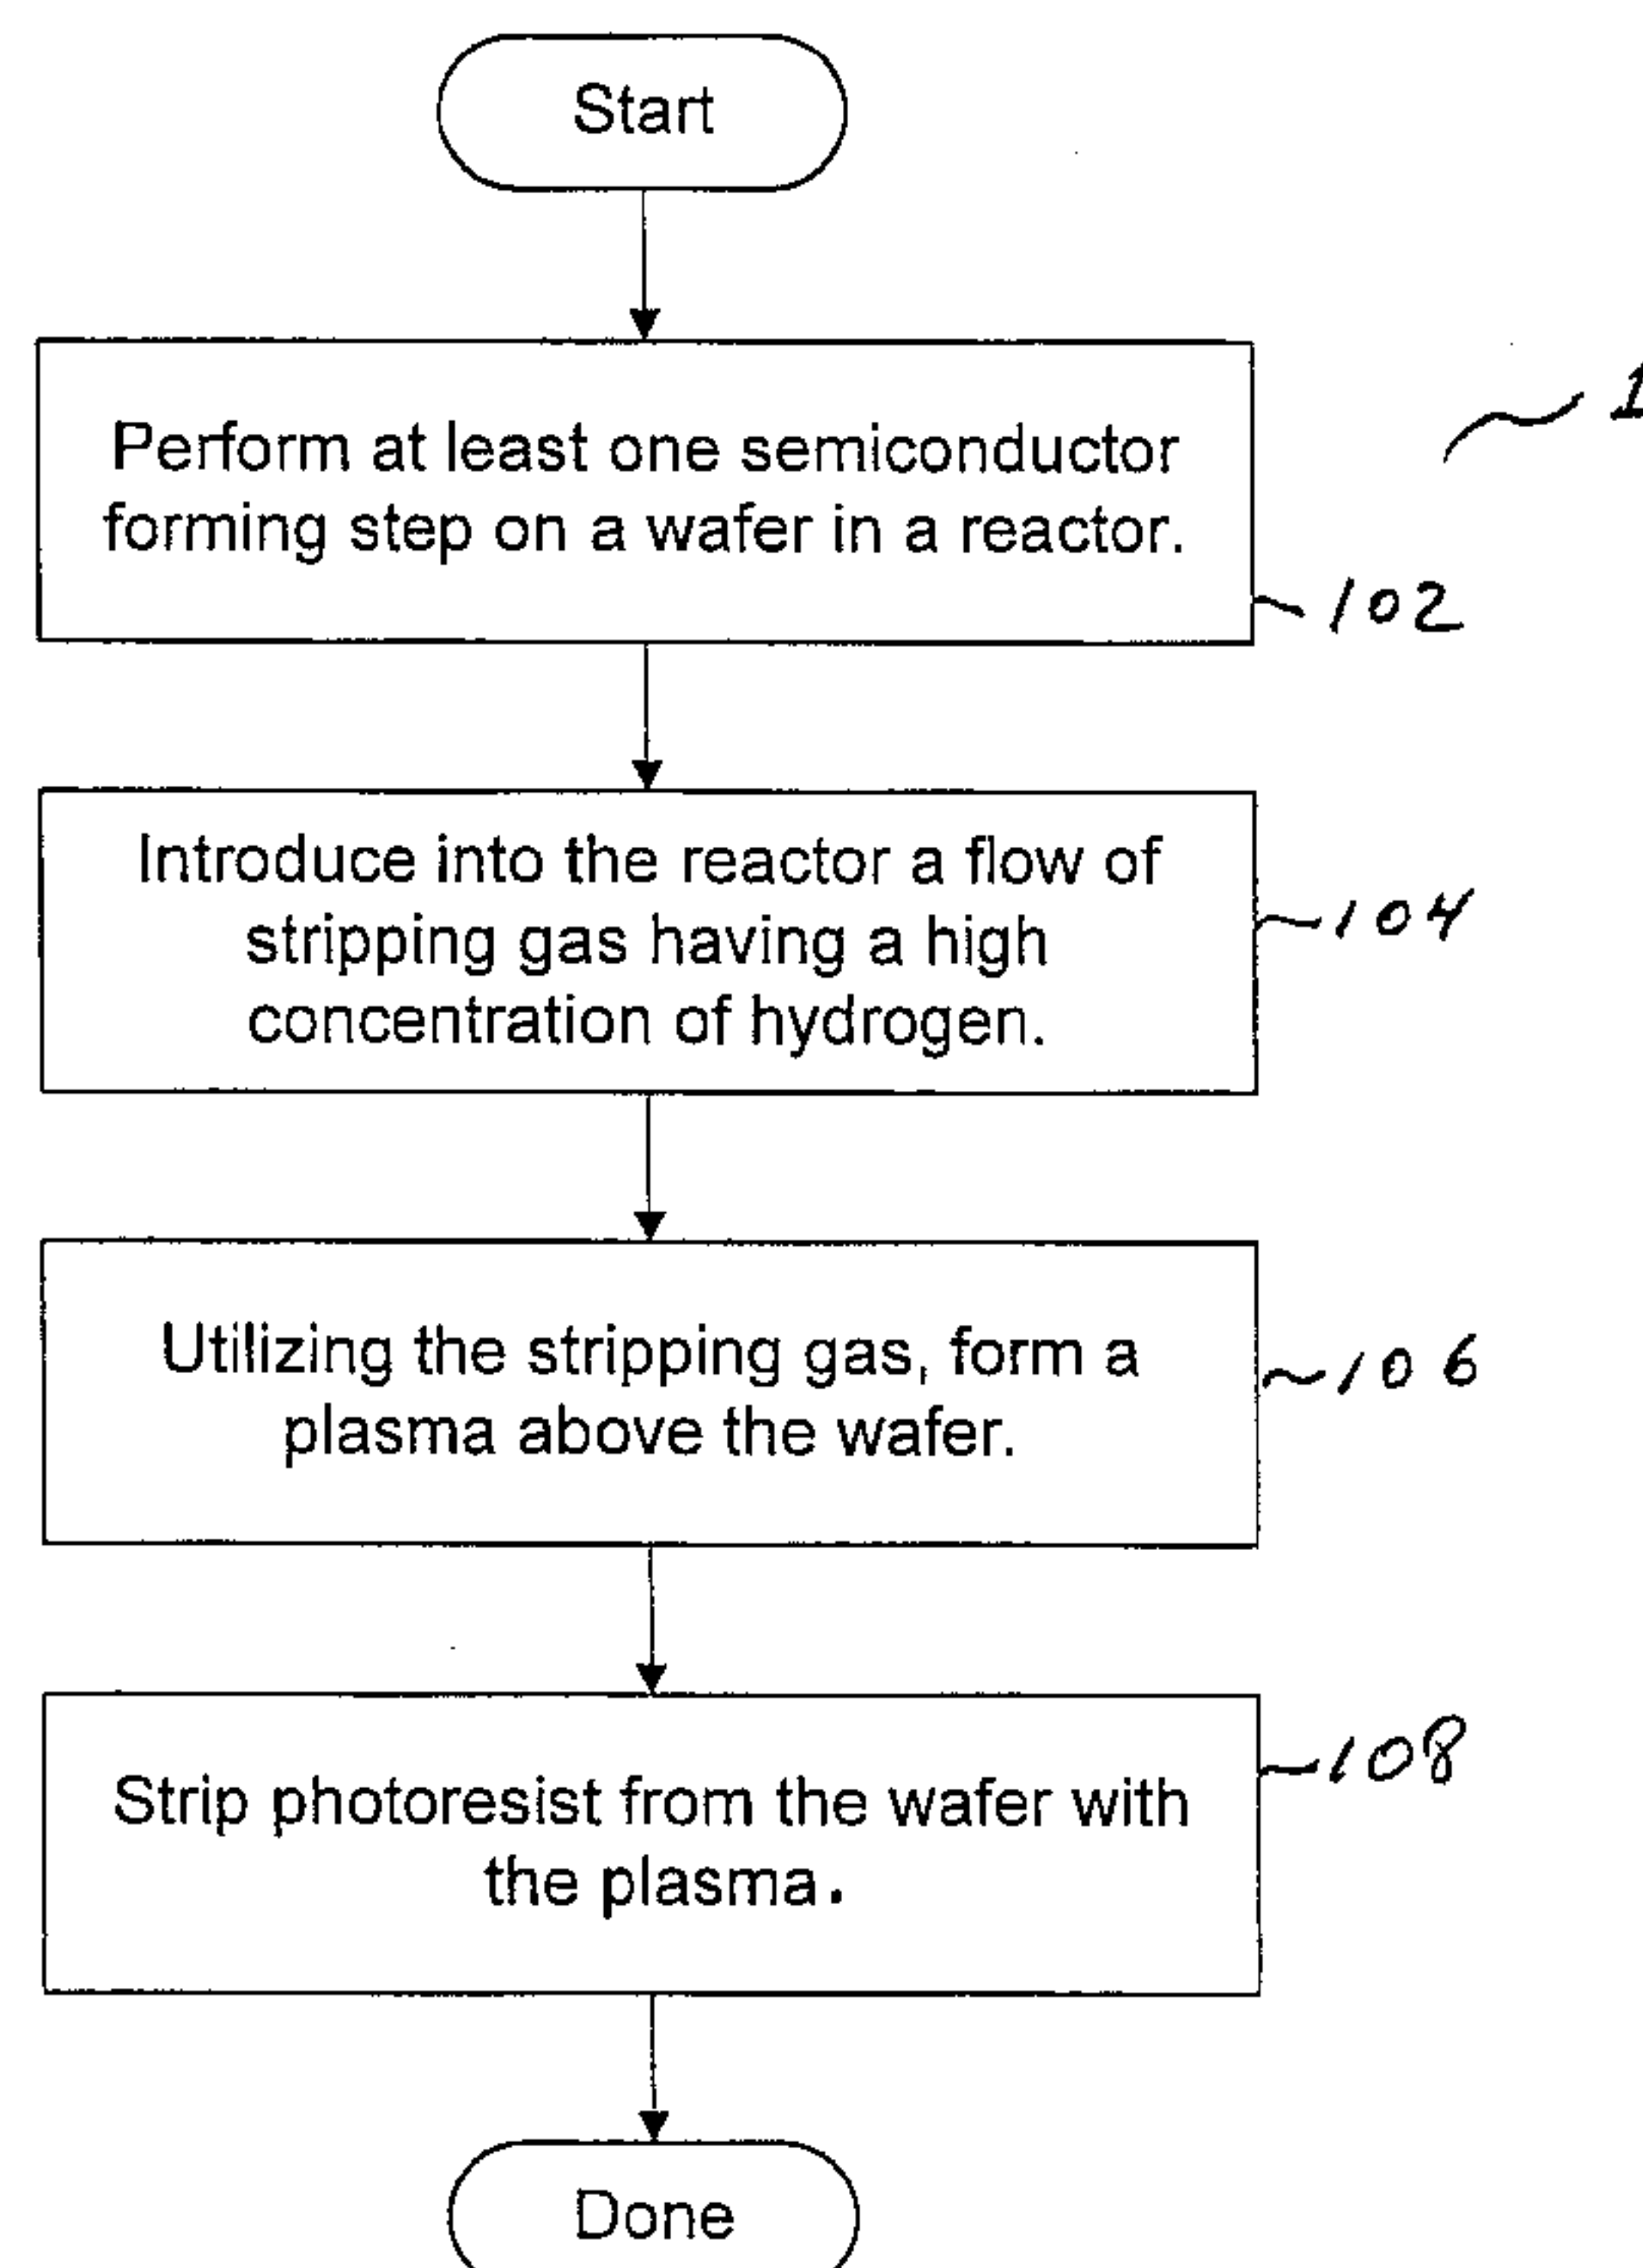 Start
Perform at least one semiconductor
forming step on a wafer in a reactor.
1
102
Introduce into the reactor a flow of
stripping gas having a high
concentration of hydrogen.
104
Utilizing the stripping gas, form a
plasma above the wafer.
106
Strip photoresist from the wafer with
the plasma.
108
Done